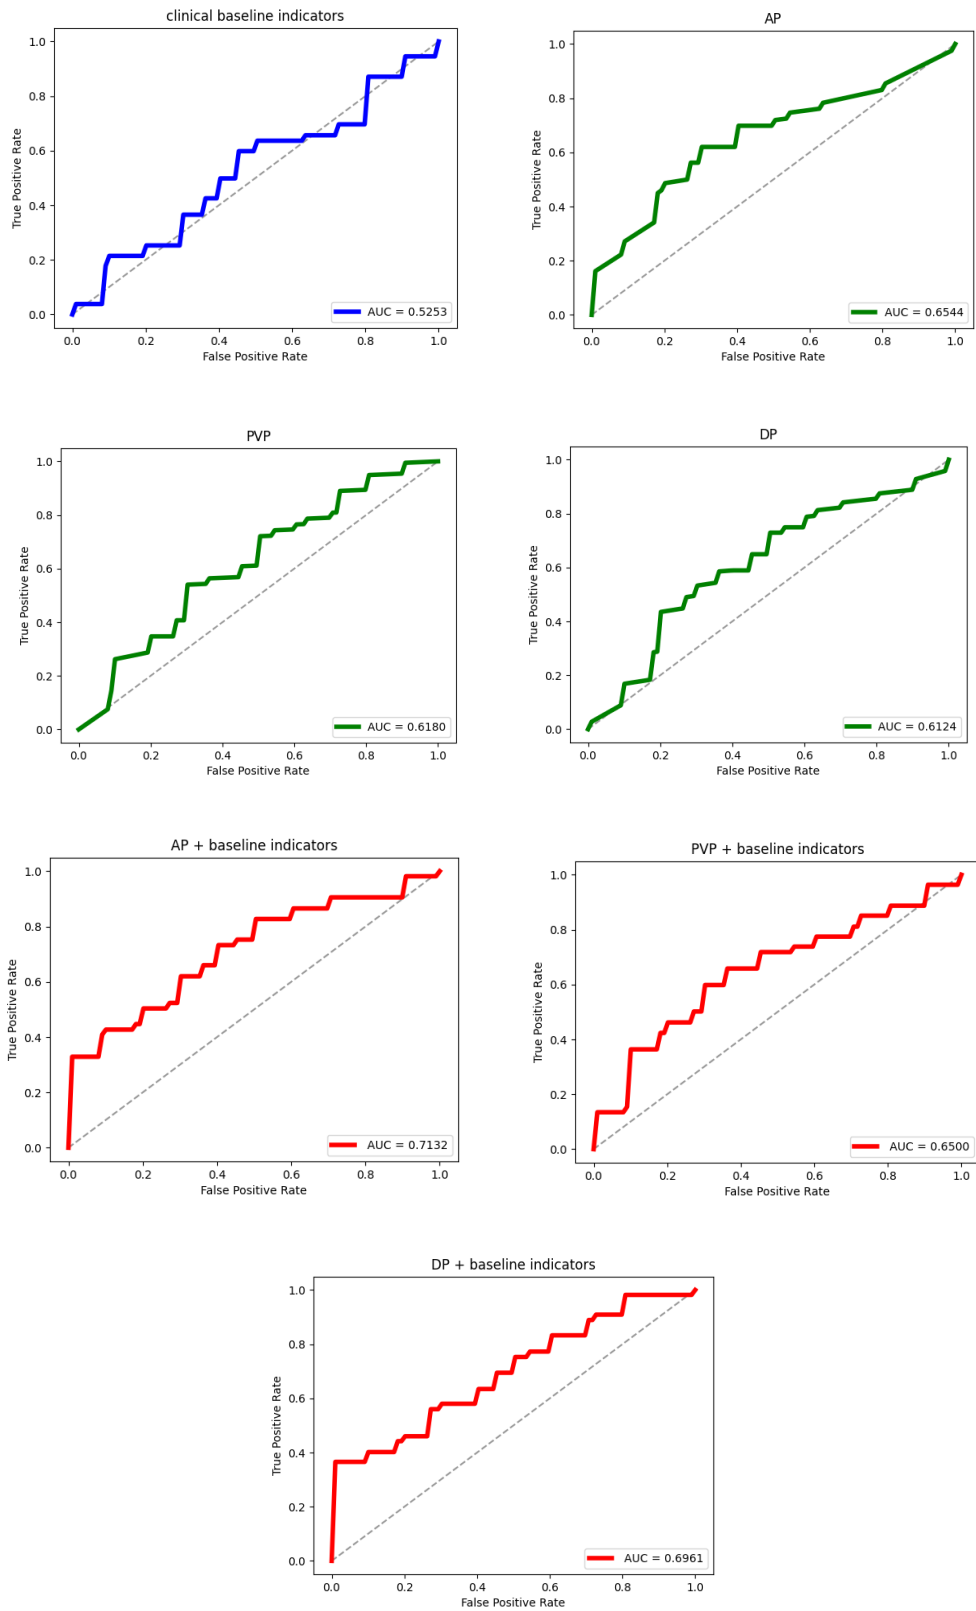 clinical baseline indicators
1.0
0.8
0.6
0.4
0.2
0.0
True Positive Rate
AUC = 0.5253
0.0 0.2 0.4 0.6 0.8 1.0
False Positive Rate
AP
1.0
0.8
0.6
0.4
0.2
0.0
True Positive Rate
AUC = 0.6544
0.0 0.2 0.4 0.6 0.8 1.0
False Positive Rate
PVP
1.0
0.8
0.6
0.4
0.2
0.0
True Positive Rate
AUC = 0.6180
0.0 0.2 0.4 0.6 0.8 1.0
False Positive Rate
DP
1.0
0.8
0.6
0.4
0.2
0.0
True Positive Rate
AUC = 0.6124
0.0 0.2 0.4 0.6 0.8 1.0
False Positive Rate
AP + baseline indicators
1.0
0.8
0.6
0.4
0.2
0.0
True Positive Rate
AUC = 0.7132
0.0 0.2 0.4 0.6 0.8 1.0
False Positive Rate
PVP + baseline indicators
1.0
0.8
0.6
0.4
0.2
0.0
True Positive Rate
AUC = 0.6500
0.0 0.2 0.4 0.6 0.8 1.0
False Positive Rate
DP + baseline indicators
1.0
0.8
0.6
0.4
0.2
0.0
True Positive Rate
AUC = 0.6961
0.0 0.2 0.4 0.6 0.8 1.0
False Positive Rate